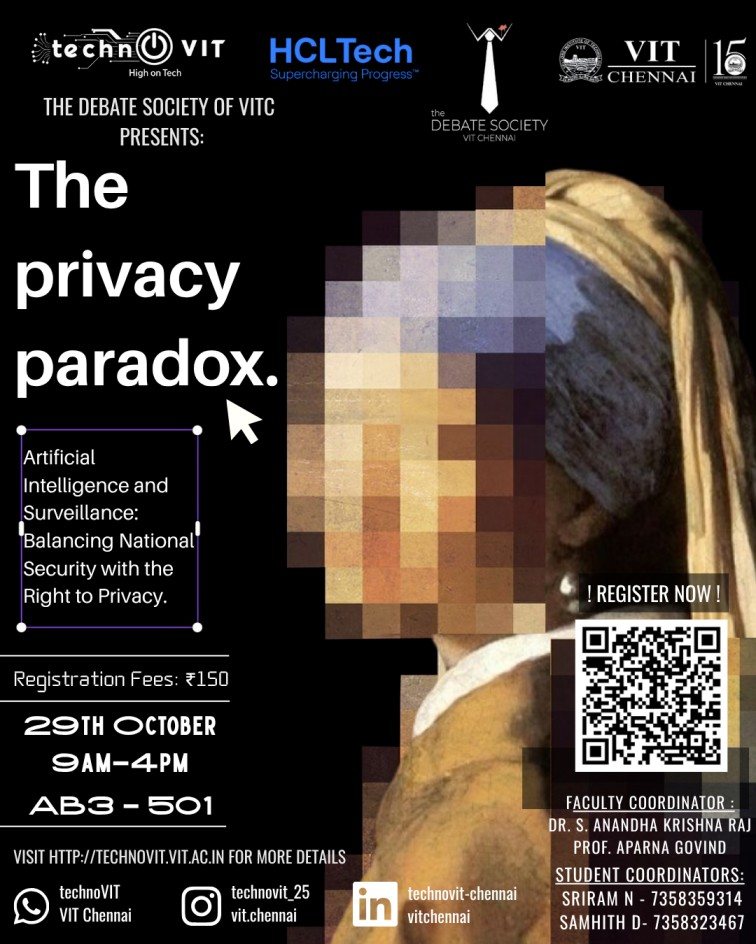 technO VIT
High on Tech
HCLTech
Supercharging Progress™
the
DEBATE SOCIETY
VIT CHENNAI
VIT
CHENNAI
15
VIT CHENNAI
THE DEBATE SOCIETY OF VITC
PRESENTS:
The
privacy
paradox.
Artificial
Intelligence and
Surveillance:
Balancing National
Security with the
Right to Privacy.
Registration Fees: ₹150
29TH OCTOBER
9AM–4PM
AB3 - 501
VISIT HTTP://TECHNOVIT.VIT.AC.IN FOR MORE DETAILS
technoVIT
VIT Chennai
technovit_25
vit.chennai
technovit-chennai
vitchennai
! REGISTER NOW !
FACULTY COORDINATOR :
DR. S. ANANDHA KRISHNA RAJ
PROF. APARNA GOVIND
STUDENT COORDINATORS:
SRIRAM N - 7358359314
SAMHITH D- 7358323467